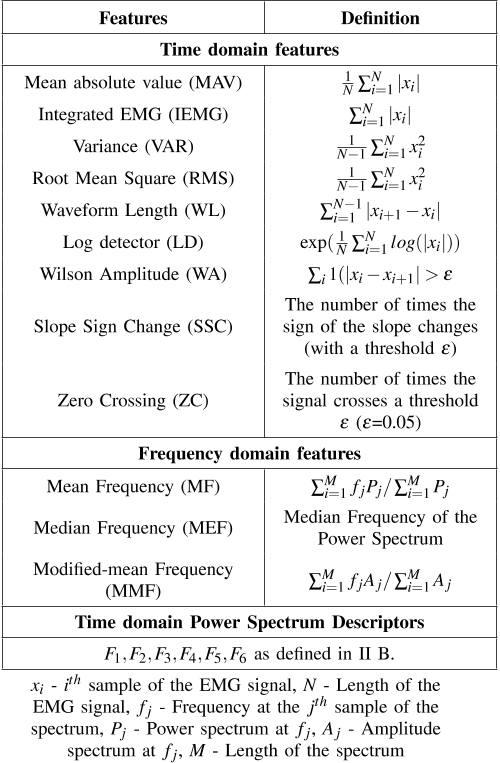 Features Definition
Time domain features
Mean absolute value (MAV) $\frac{1}{N}\sum_{i=1}^{N}|x_i|$
Integrated EMG (IEMG) $\sum_{i=1}^{N}|x_i|$
Variance (VAR) $\frac{1}{N-1}\sum_{i=1}^{N}x_i^2$
Root Mean Square (RMS) $\frac{1}{N-1}\sum_{i=1}^{N}x_i^2$
Waveform Length (WL) $\sum_{i=1}^{N-1}|x_{i+1}-x_i|$
Log detector (LD) $\exp(\frac{1}{N}\sum_{i=1}^{N}log(|x_i|))$
Wilson Amplitude (WA) $\sum_i 1(|x_i-x_{i+1}|>\varepsilon$
Slope Sign Change (SSC)
The number of times the
sign of the slope changes
(with a threshold ε)
Zero Crossing (ZC)
The number of times the
signal crosses a threshold
ε (ε=0.05)
Frequency domain features
Mean Frequency (MF) $\sum_{i=1}^{M}f_jP_j/\sum_{i=1}^{M}P_j$
Median Frequency (MEF)
Median Frequency of the
Power Spectrum
Modified-mean Frequency
(MMF)
$\sum_{i=1}^{M}f_jA_j/\sum_{i=1}^{M}A_j$
Time domain Power Spectrum Descriptors
$F_1,F_2,F_3,F_4,F_5,F_6$ as defined in II B.
$x_i$ - $i^{th}$ sample of the EMG signal, $N$ - Length of the
EMG signal, $f_j$ - Frequency at the $j^{th}$ sample of the
spectrum, $P_j$ - Power spectrum at $f_j$, $A_j$ - Amplitude
spectrum at $f_j$, $M$ - Length of the spectrum